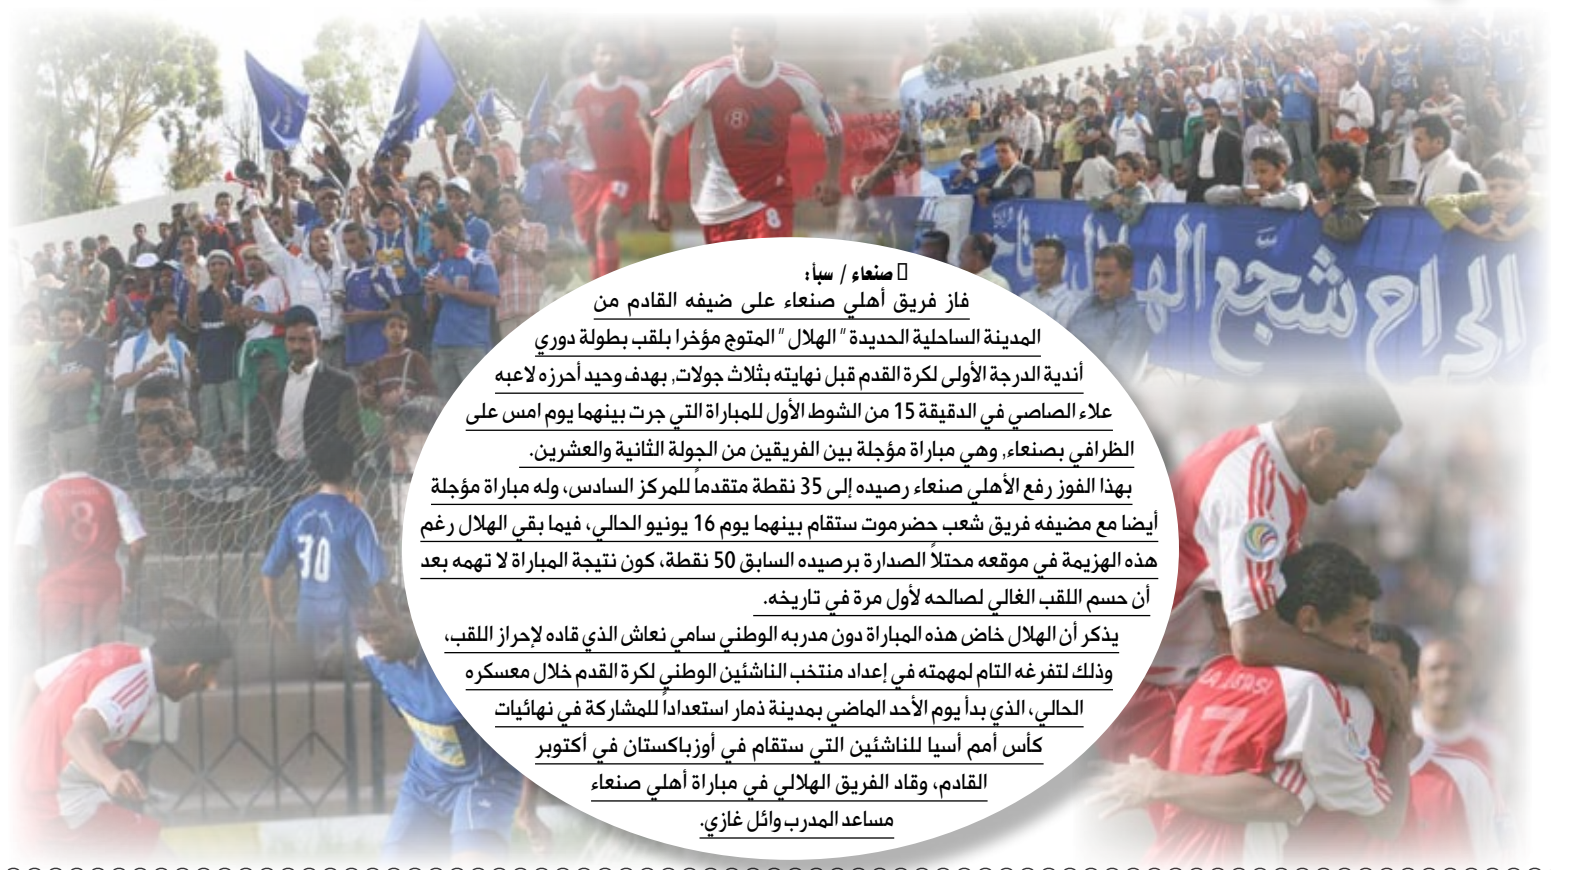 صنعاء / سبأ:
فاز فريق أهلي صنعاء على ضيفه القادم من
المدينة الساحلية الحديدة "الهلال" المتوج مؤخرا بلقب بطولة دوري
أندية الدرجة الأولى لكرة القدم قبل نهايته بثلاث جولات, بهدف وحيد أحرزه لاعبه
علاء الصاصي في الدقيقة 15 من الشوط الأول للمباراة التي جرت بينهما يوم امس على
الظرافي بصنعاء, وهي مباراة مؤجلة بين الفريقين من الجولة الثانية والعشرين.
بهذا الفوز رفع الأهلي صنعاء رصيده إلى 35 نقطة متقدماً للمركز السادس، وله مباراة مؤجلة
أيضا مع مضيفه فريق شعب حضرموت ستقام بينهما يوم 16 يونيو الحالي، فيما بقي الهلال رغم
هذه الهزيمة في موقعه محتلاً الصدارة برصيده السابق 50 نقطة، كون نتيجة المباراة لا تهمه بعد
أن حسم اللقب الغالي لصالحه لأول مرة في تاريخه.
يذكر أن الهلال خاض هذه المباراة دون مدربه الوطني سامي نعاش الذي قاده لإحراز اللقب،
وذلك لتفرغه التام لمهمته في إعداد منتخب الناشئين الوطني لكرة القدم خلال معسكره
الحالي، الذي بدأ يوم الأحد الماضي بمدينة ذمار استعداداً للمشاركة في نهائيات
كأس أمم أسيا للناشئين التي ستقام في أوزباكستان في أكتوبر
القادم، وقاد الفريق الهلالي في مباراة أهلي صنعاء
مساعد المدرب وائل غازي.
شجع
8
8
8
30
17